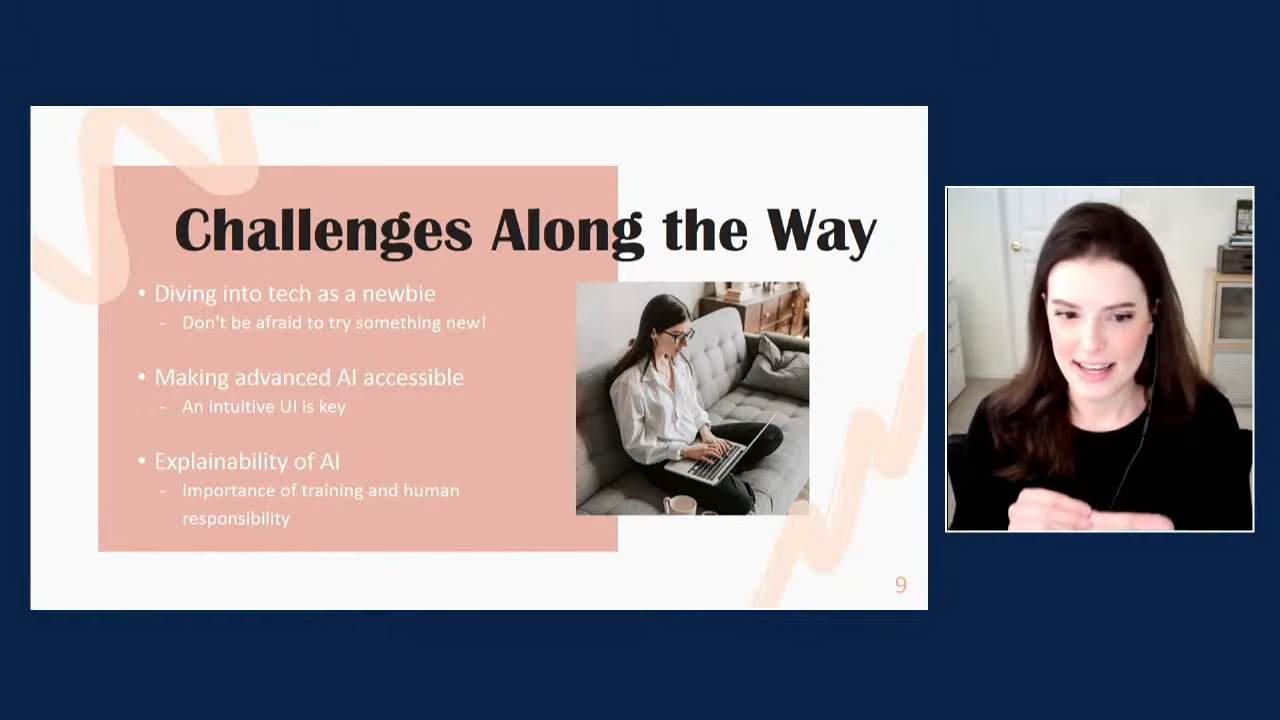 Challenges Along the Way
• Diving into tech as a newbie
- Don't be afraid to try something new!
• Making advanced AI accessible
- An intuitive UI is key
• Explainability of AI
- Importance of training and human
responsibility
9